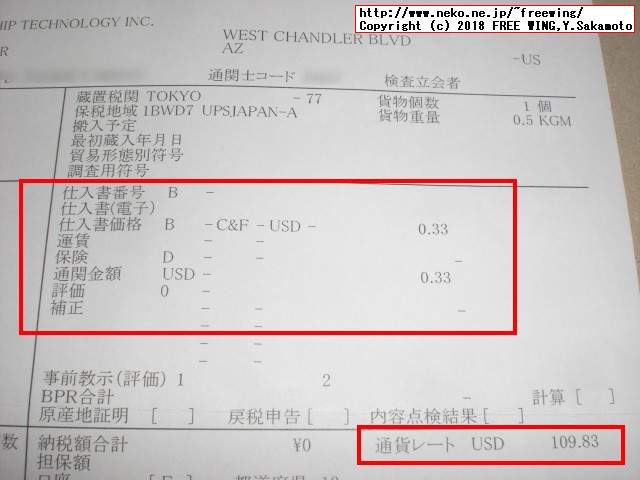 http://www.neko.ne.jp/~freewing/
Copyright (c) 2018 FREE WING,Y.Sakamoto
HIP TECHNOLOGY INC.
WEST CHANDLER BLVD
R
AZ
-US
通関士コード
検査立会者
蔵置税関 TOKYO -77
貨物個数 1 個
保税地域 1BWD7 UPSJAPAN-A
貨物重量 0.5 KGM
搬入予定
最初蔵入年月日
貿易形態別符号
調査用符号
仕入書番号 B -
仕入書(電子)
仕入書価格 B -C&F -USD - 0.33
運賃 - -
保険 D - - -
通関金額 USD - 0.33
評価 0 -
補正 - - -
- -
- -
- -
事前教示(評価) 1 2
BPR合計 - 計算 [ ]
原産地証明 [ ] 戻税申告 [ ] 内容点検結果 [ ]
数 納税額合計 ¥0 通貨レート USD 109.83
担保額